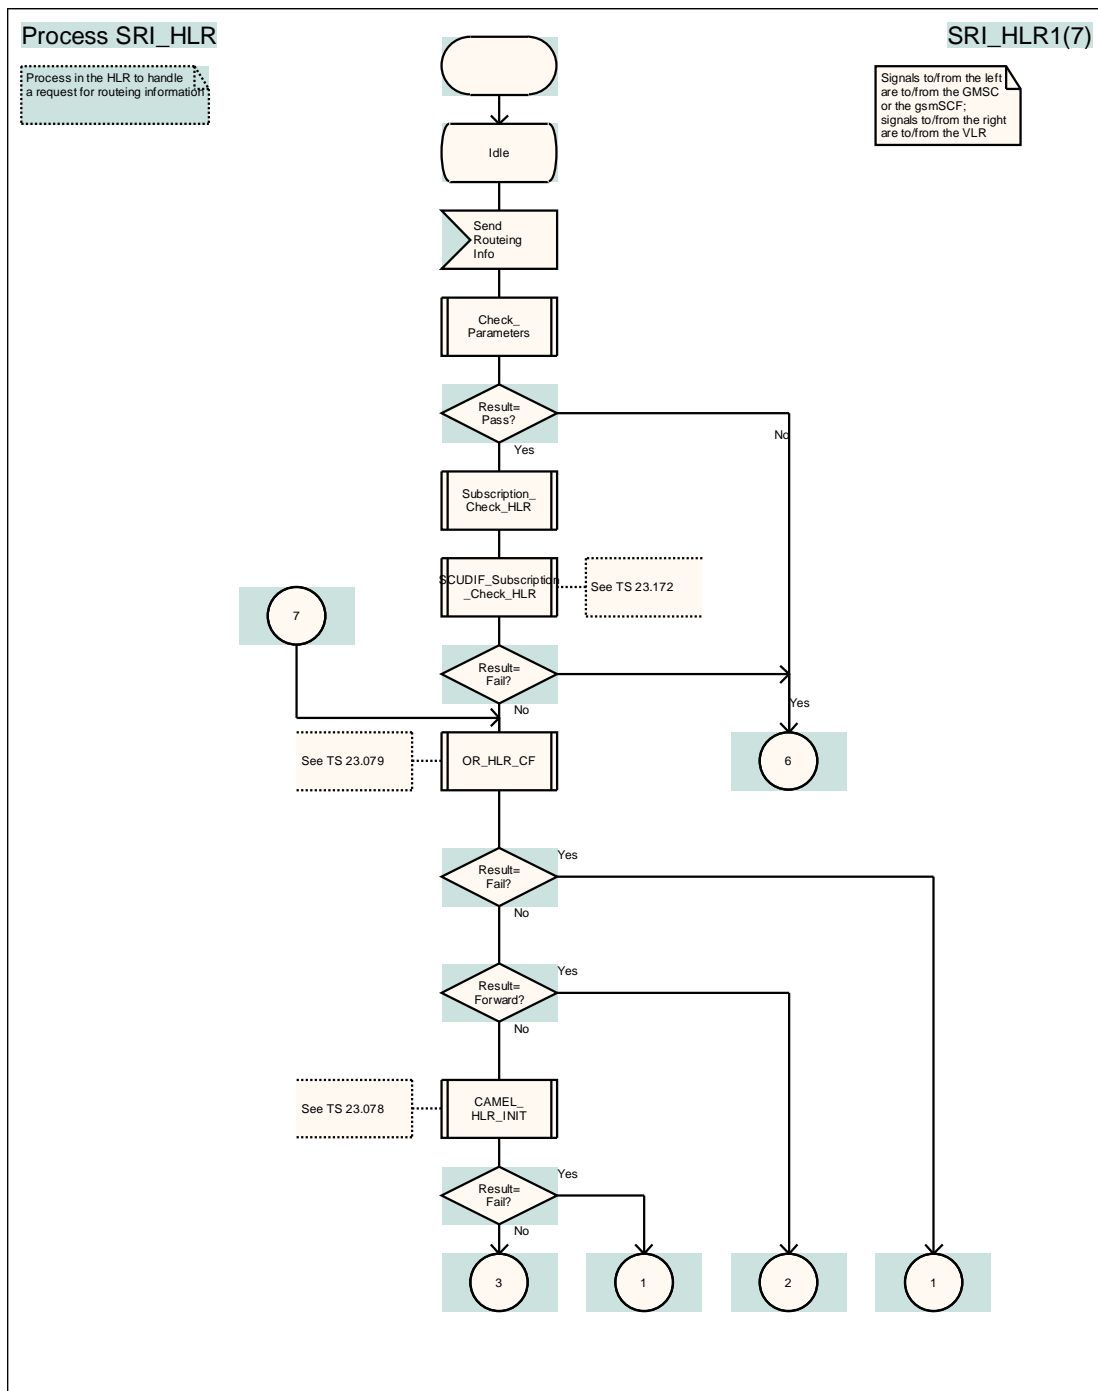 Process SRI_HLR
SRI_HLR1(7)
Process in the HLR to handle
a request for routeing information
Signals to/from the left
are to/from the GMSC
or the gsmSCF;
signals to/from the right
are to/from the VLR
Idle
Send
Routeing
Info
Check_
Parameters
Result=
Pass?
No
Yes
Subscription_
Check_HLR
SCUDIF_Subscription
_Check_HLR
See TS 23.172
7
Result=
Fail?
Yes
No
See TS 23.079
OR_HLR_CF
6
Result=
Fail?
Yes
No
Result=
Forward?
Yes
No
See TS 23.078
CAMEL_
HLR_INIT
Result=
Fail?
Yes
No
3
1
2
1